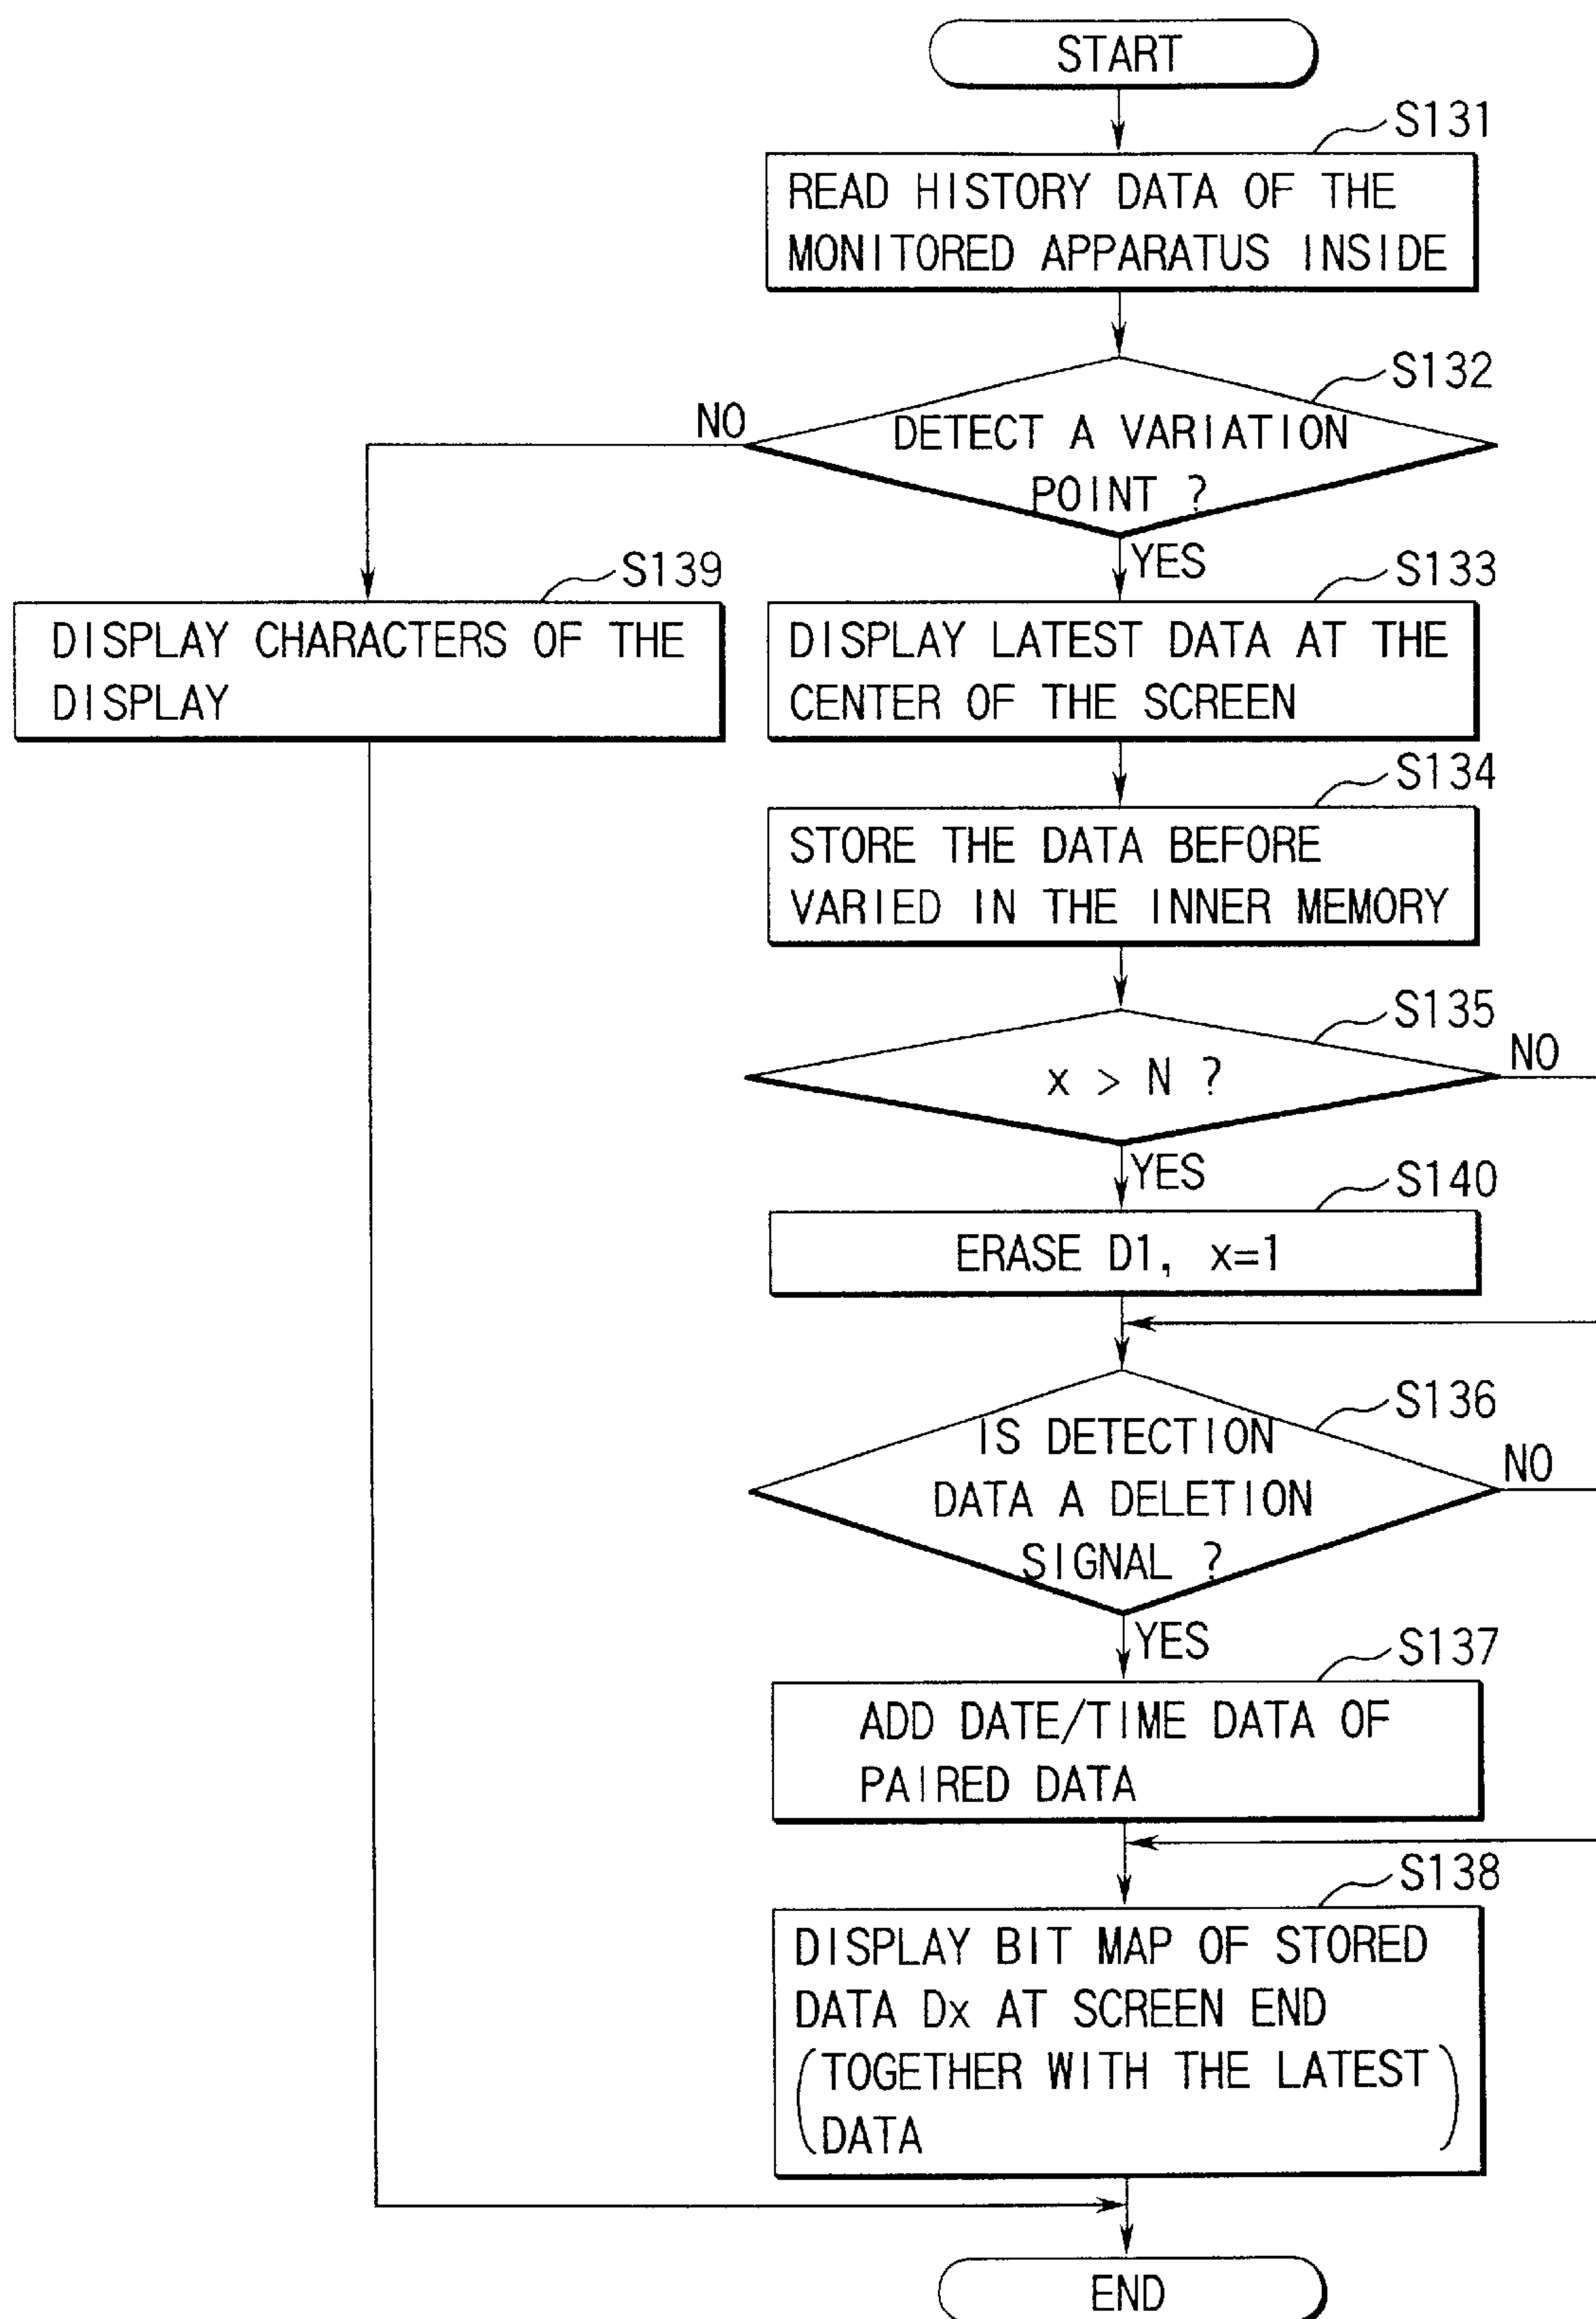 START
S131
READ HISTORY DATA OF THE
MONITORED APPARATUS INSIDE
S132
NO
DETECT A VARIATION
POINT ?
YES
S139
S133
DISPLAY CHARACTERS OF THE
DISPLAY
DISPLAY LATEST DATA AT THE
CENTER OF THE SCREEN
S134
STORE THE DATA BEFORE
VARIED IN THE INNER MEMORY
S135
NO
x > N ?
YES
S140
ERASE D1, x=1
S136
NO
IS DETECTION
DATA A DELETION
SIGNAL ?
YES
S137
ADD DATE/TIME DATA OF
PAIRED DATA
S138
DISPLAY BIT MAP OF STORED
DATA Dx AT SCREEN END
(TOGETHER WITH THE LATEST
DATA)
END